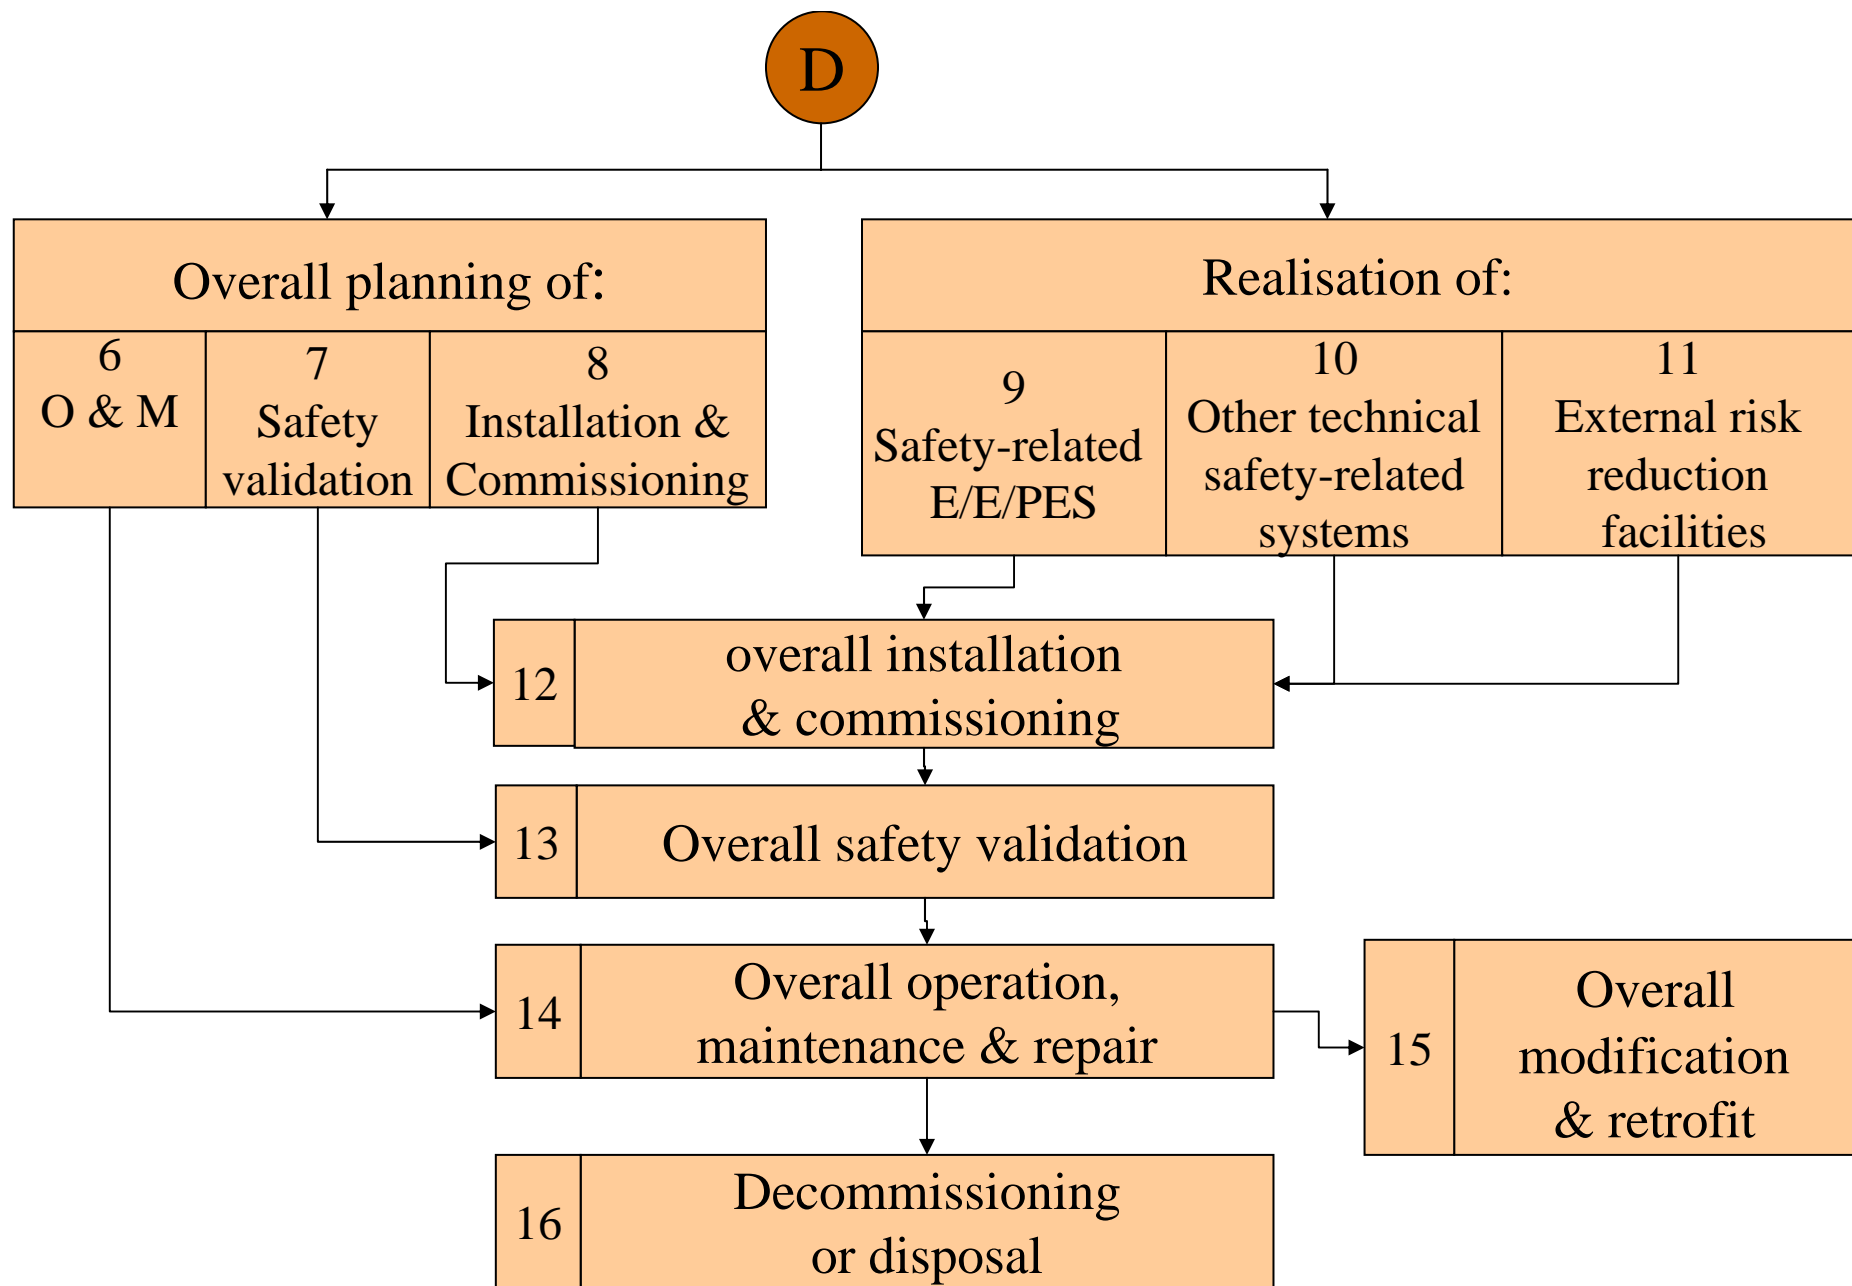 D
Overall planning of:
6
O & M
7
Safety
validation
8
Installation &
Commissioning
Realisation of:
9
Safety-related
E/E/PES
10
Other technical
safety-related
systems
11
External risk
reduction
facilities
12
overall installation
& commissioning
13
Overall safety validation
14
Overall operation,
maintenance & repair
15
Overall
modification
& retrofit
16
Decommissioning
or disposal